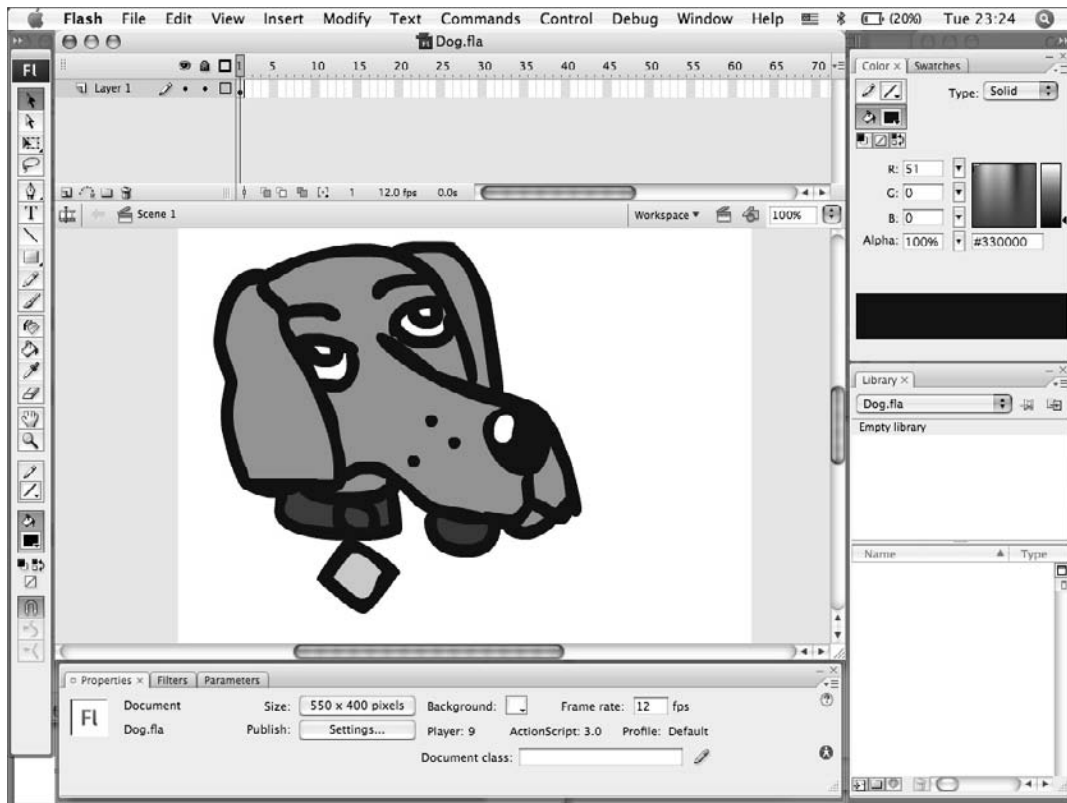 Flash File Edit View Insert Modify Text Commands Control Debug Window Help (20%) Tue 23:24
Dog.fla
Fl
1 5 10 15 20 25 30 35 40 45 50 55 60 65 70
Layer 1
1 12.0 fps 0.0s
Scene 1 Workspace 100%
Color × Swatches
Type: Solid
R: 51
G: 0
B: 0
Alpha: 100% #330000
Library ×
Dog.fla
Empty library
Name Type
Properties × Filters Parameters
Fl Document Size: 550 x 400 pixels Background: Frame rate: 12 fps
Dog.fla Publish: Settings... Player: 9 ActionScript: 3.0 Profile: Default
Document class: